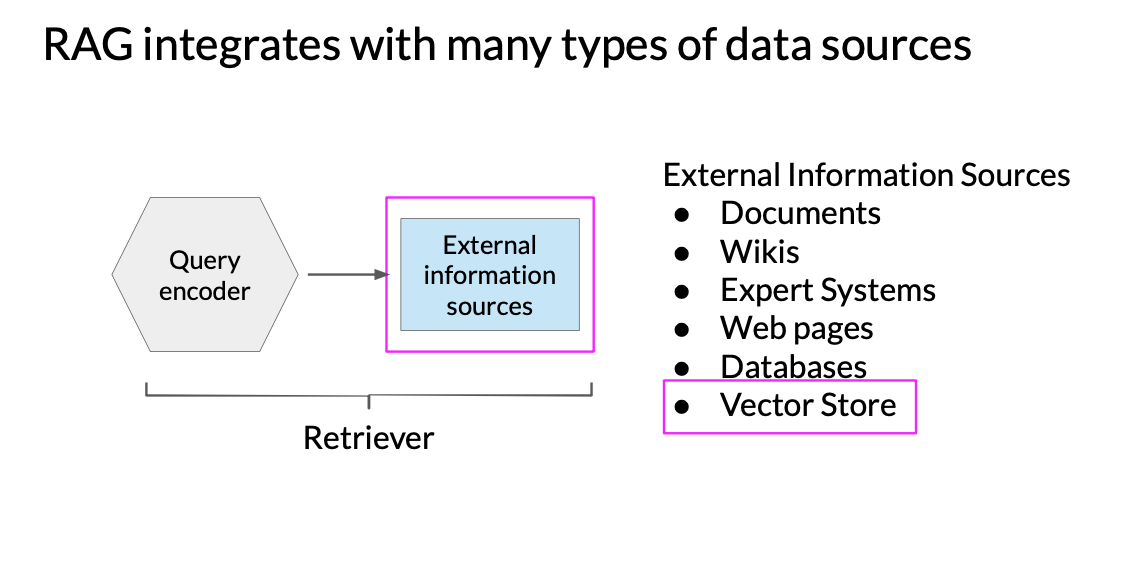 RAG integrates with many types of data sources
Query
encoder
External
information
sources
Retriever
External Information Sources
● Documents
● Wikis
● Expert Systems
● Web pages
● Databases
● Vector Store